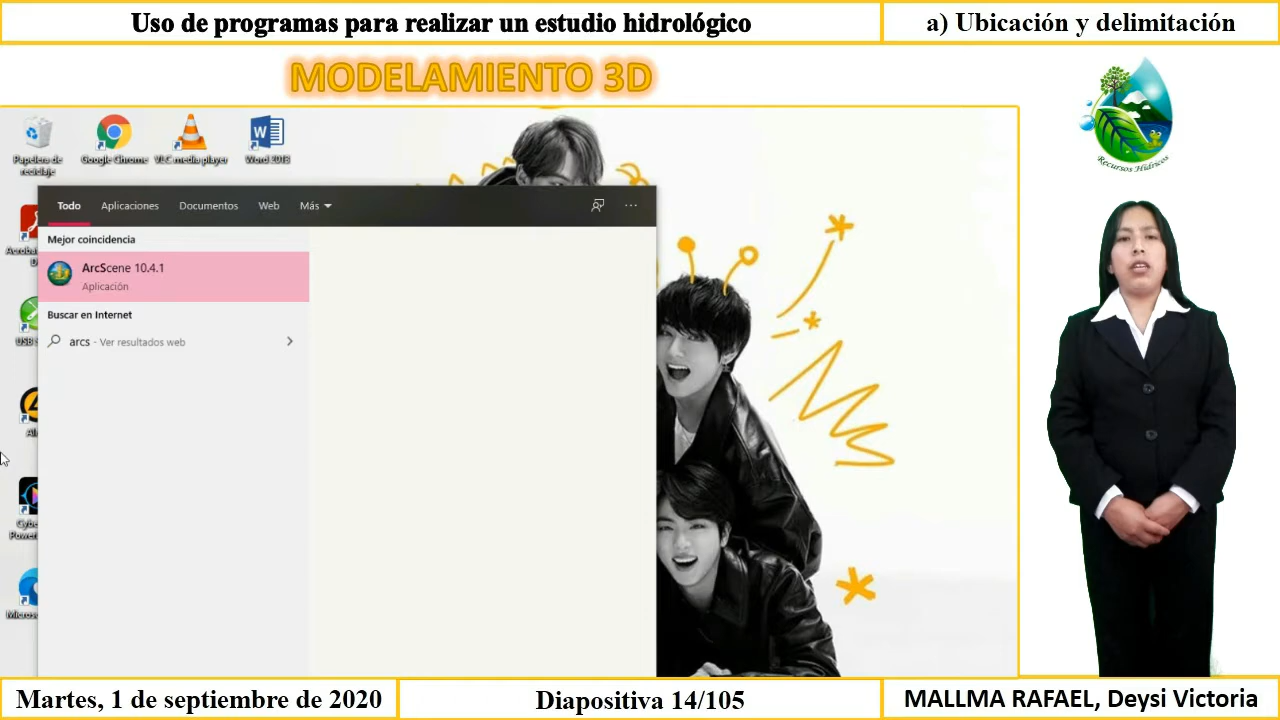 Uso de programas para realizar un estudio hidrológico
a) Ubicación y delimitación
MODELAMIENTO 3D
Recursos Hídricos
Papelera de
reciclaje
Google Chrome
VLC media player
Word 2013
Todo
Aplicaciones
Documentos
Web
Más
Mejor coincidencia
ArcScene 10.4.1
Aplicación
Buscar en Internet
arcs - Ver resultados web
Martes, 1 de septiembre de 2020
Diapositiva 14/105
MALLMA RAFAEL, Deysi Victoria